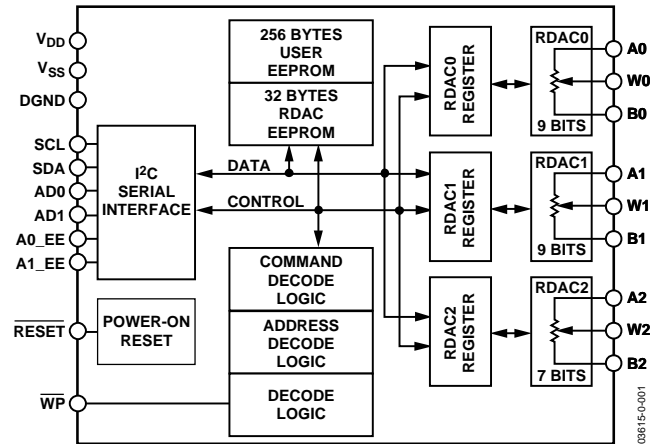 V_DD
V_SS
DGND
SCL
SDA
AD0
AD1
A0_EE
A1_EE
RESET
WP
I²C
SERIAL
INTERFACE
POWER-ON
RESET
256 BYTES
USER
EEPROM
32 BYTES
RDAC
EEPROM
DATA
CONTROL
COMMAND
DECODE
LOGIC
ADDRESS
DECODE
LOGIC
DECODE
LOGIC
RDAC0
REGISTER
RDAC1
REGISTER
RDAC2
REGISTER
RDAC0
9 BITS
RDAC1
9 BITS
RDAC2
7 BITS
A0
W0
B0
A1
W1
B1
A2
W2
B2
03615-0-001